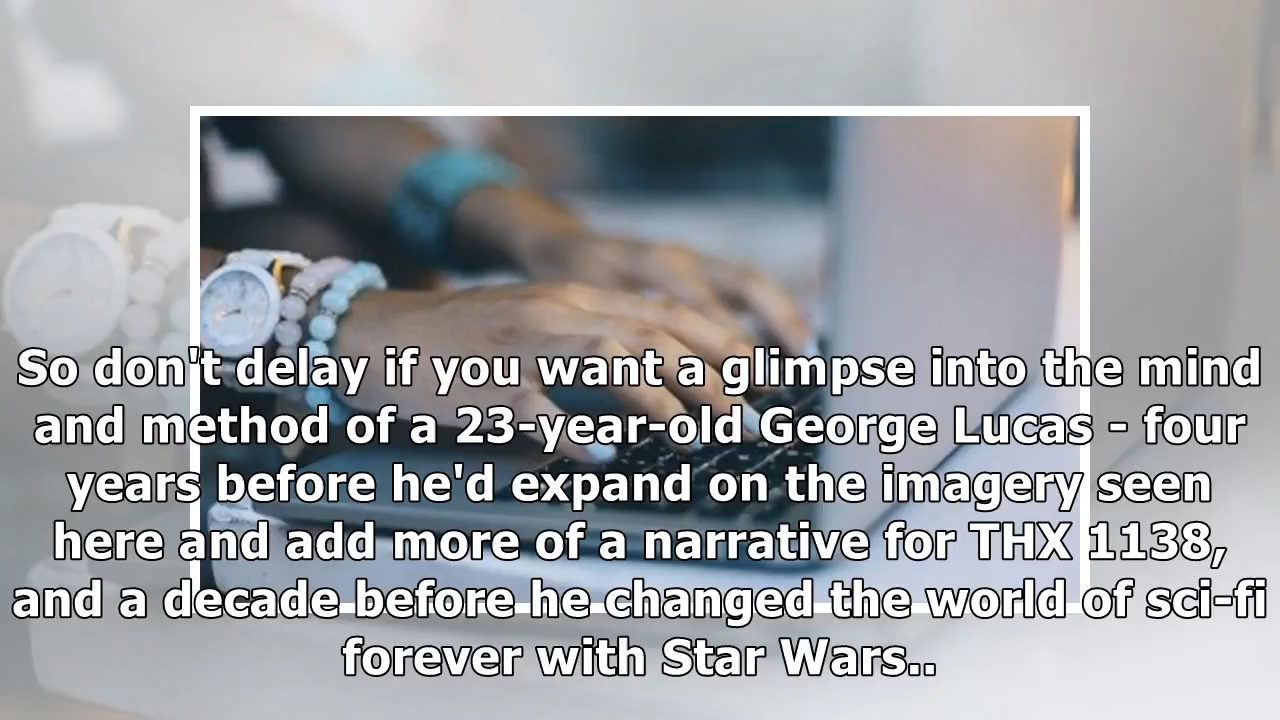 So don't delay if you want a glimpse into the mind
and method of a 23-year-old George Lucas - four
years before he'd expand on the imagery seen
here and add more of a narrative for THX 1138,
and a decade before he changed the world of sci-fi
forever with Star Wars..